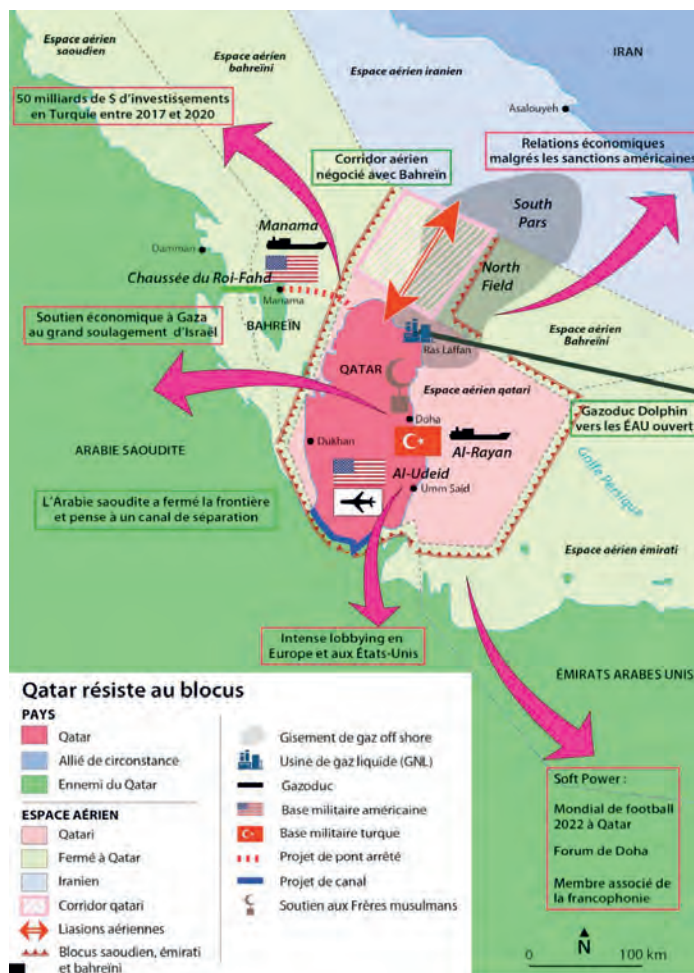 Espace aérien
saoudien
Espace aérien
bahreïni
Espace aérien iranien
IRAN
50 milliards de $ d'investissements
en Turquie entre 2017 et 2020
Asalouyeh
Corridor aérien
négocié avec Bahreïn
Relations économiques
malgré les sanctions américaines
South
Pars
Manama
Damman
North
Field
Chaussée du Roi-Fahd
Manama
Soutien économique à Gaza
au grand soulagement d'Israël
BAHREÏN
Espace aérien
Bahreïni
Ras Laffan
QATAR
Espace aérien qatari
Doha
Gazoduc Dolphin
vers les ÉAU ouvert
Dukhan
Al-Rayan
ARABIE SAOUDITE
Al-Udeid
Umm Saïd
Golfe Persique
L'Arabie saoudite a fermé la frontière
et pense à un canal de séparation
Espace aérien émirati
Intense lobbying en
Europe et aux États-Unis
ÉMIRATS ARABES UNIS
Qatar résiste au blocus
PAYS
Qatar
Allié de circonstance
Ennemi du Qatar
ESPACE AÉRIEN
Qatari
Fermé à Qatar
Iranien
Corridor qatari
Liasions aériennes
Blocus saoudien, émirati
et bahreïni
Gisement de gaz off shore
Usine de gaz liquide (GNL)
Gazoduc
Base militaire américaine
Base militaire turque
Projet de pont arrêté
Projet de canal
Soutien aux Frères musulmans
Soft Power :
Mondial de football
2022 à Qatar
Forum de Doha
Membre associé de
la francophonie
N
0 100 km